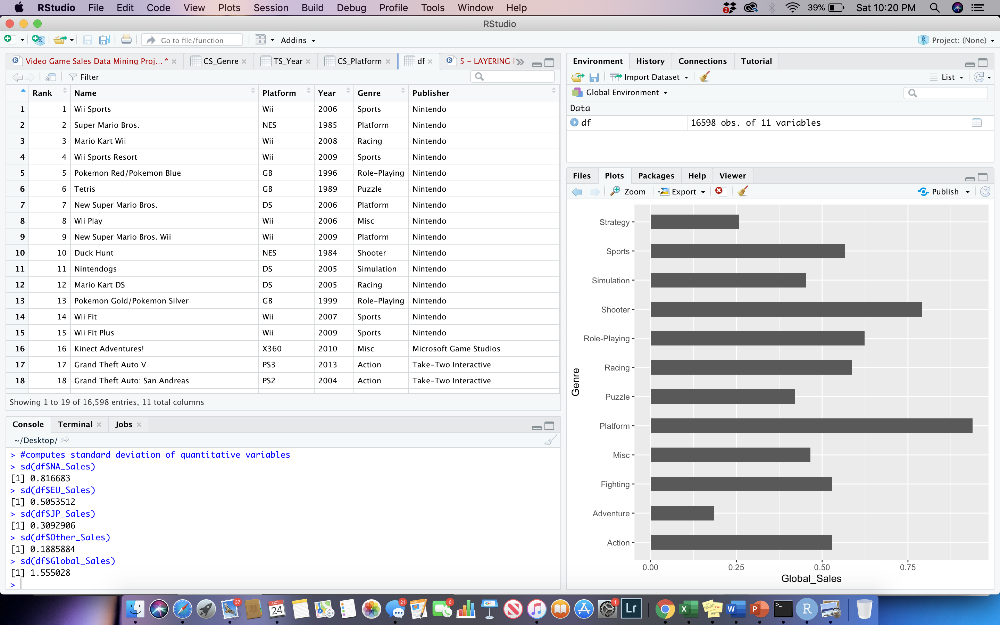 RStudio File Edit Code View Plots Session Build Debug Profile Tools Window Help 2 39% Sat 10:20 PM
RStudio
Go to file/function Addins Project: (None)
Video Game Sales Data Mining Proj... * CS_Genre TS_Year CS_Platform df 5 - LAYERING
Filter
Rank Name Platform Year Genre Publisher
1 1 Wii Sports Wii 2006 Sports Nintendo
2 2 Super Mario Bros. NES 1985 Platform Nintendo
3 3 Mario Kart Wii Wii 2008 Racing Nintendo
4 4 Wii Sports Resort Wii 2009 Sports Nintendo
5 5 Pokemon Red/Pokemon Blue GB 1996 Role-Playing Nintendo
6 6 Tetris GB 1989 Puzzle Nintendo
7 7 New Super Mario Bros. DS 2006 Platform Nintendo
8 8 Wii Play Wii 2006 Misc Nintendo
9 9 New Super Mario Bros. Wii Wii 2009 Platform Nintendo
10 10 Duck Hunt NES 1984 Shooter Nintendo
11 11 Nintendogs DS 2005 Simulation Nintendo
12 12 Mario Kart DS DS 2005 Racing Nintendo
13 13 Pokemon Gold/Pokemon Silver GB 1999 Role-Playing Nintendo
14 14 Wii Fit Wii 2007 Sports Nintendo
15 15 Wii Fit Plus Wii 2009 Sports Nintendo
16 16 Kinect Adventures! X360 2010 Misc Microsoft Game Studios
17 17 Grand Theft Auto V PS3 2013 Action Take-Two Interactive
18 18 Grand Theft Auto: San Andreas PS2 2004 Action Take-Two Interactive
Showing 1 to 19 of 16,598 entries, 11 total columns
Console Terminal Jobs
~/Desktop/
> #computes standard deviation of quantitative variables
> sd(df$NA_Sales)
[1] 0.816683
> sd(df$EU_Sales)
[1] 0.5053512
> sd(df$JP_Sales)
[1] 0.3092906
> sd(df$Other_Sales)
[1] 0.1885884
> sd(df$Global_Sales)
[1] 1.555028
>
Environment History Connections Tutorial
Import Dataset List
Global Environment
Data
df 16598 obs. of 11 variables
Files Plots Packages Help Viewer
Zoom Export Publish
Genre
Strategy
Sports
Simulation
Shooter
Role-Playing
Racing
Puzzle
Platform
Misc
Fighting
Adventure
Action
0.00 0.25 0.50 0.75
Global_Sales
37 OCT 24 21 6 1 Lr X W P >_ R